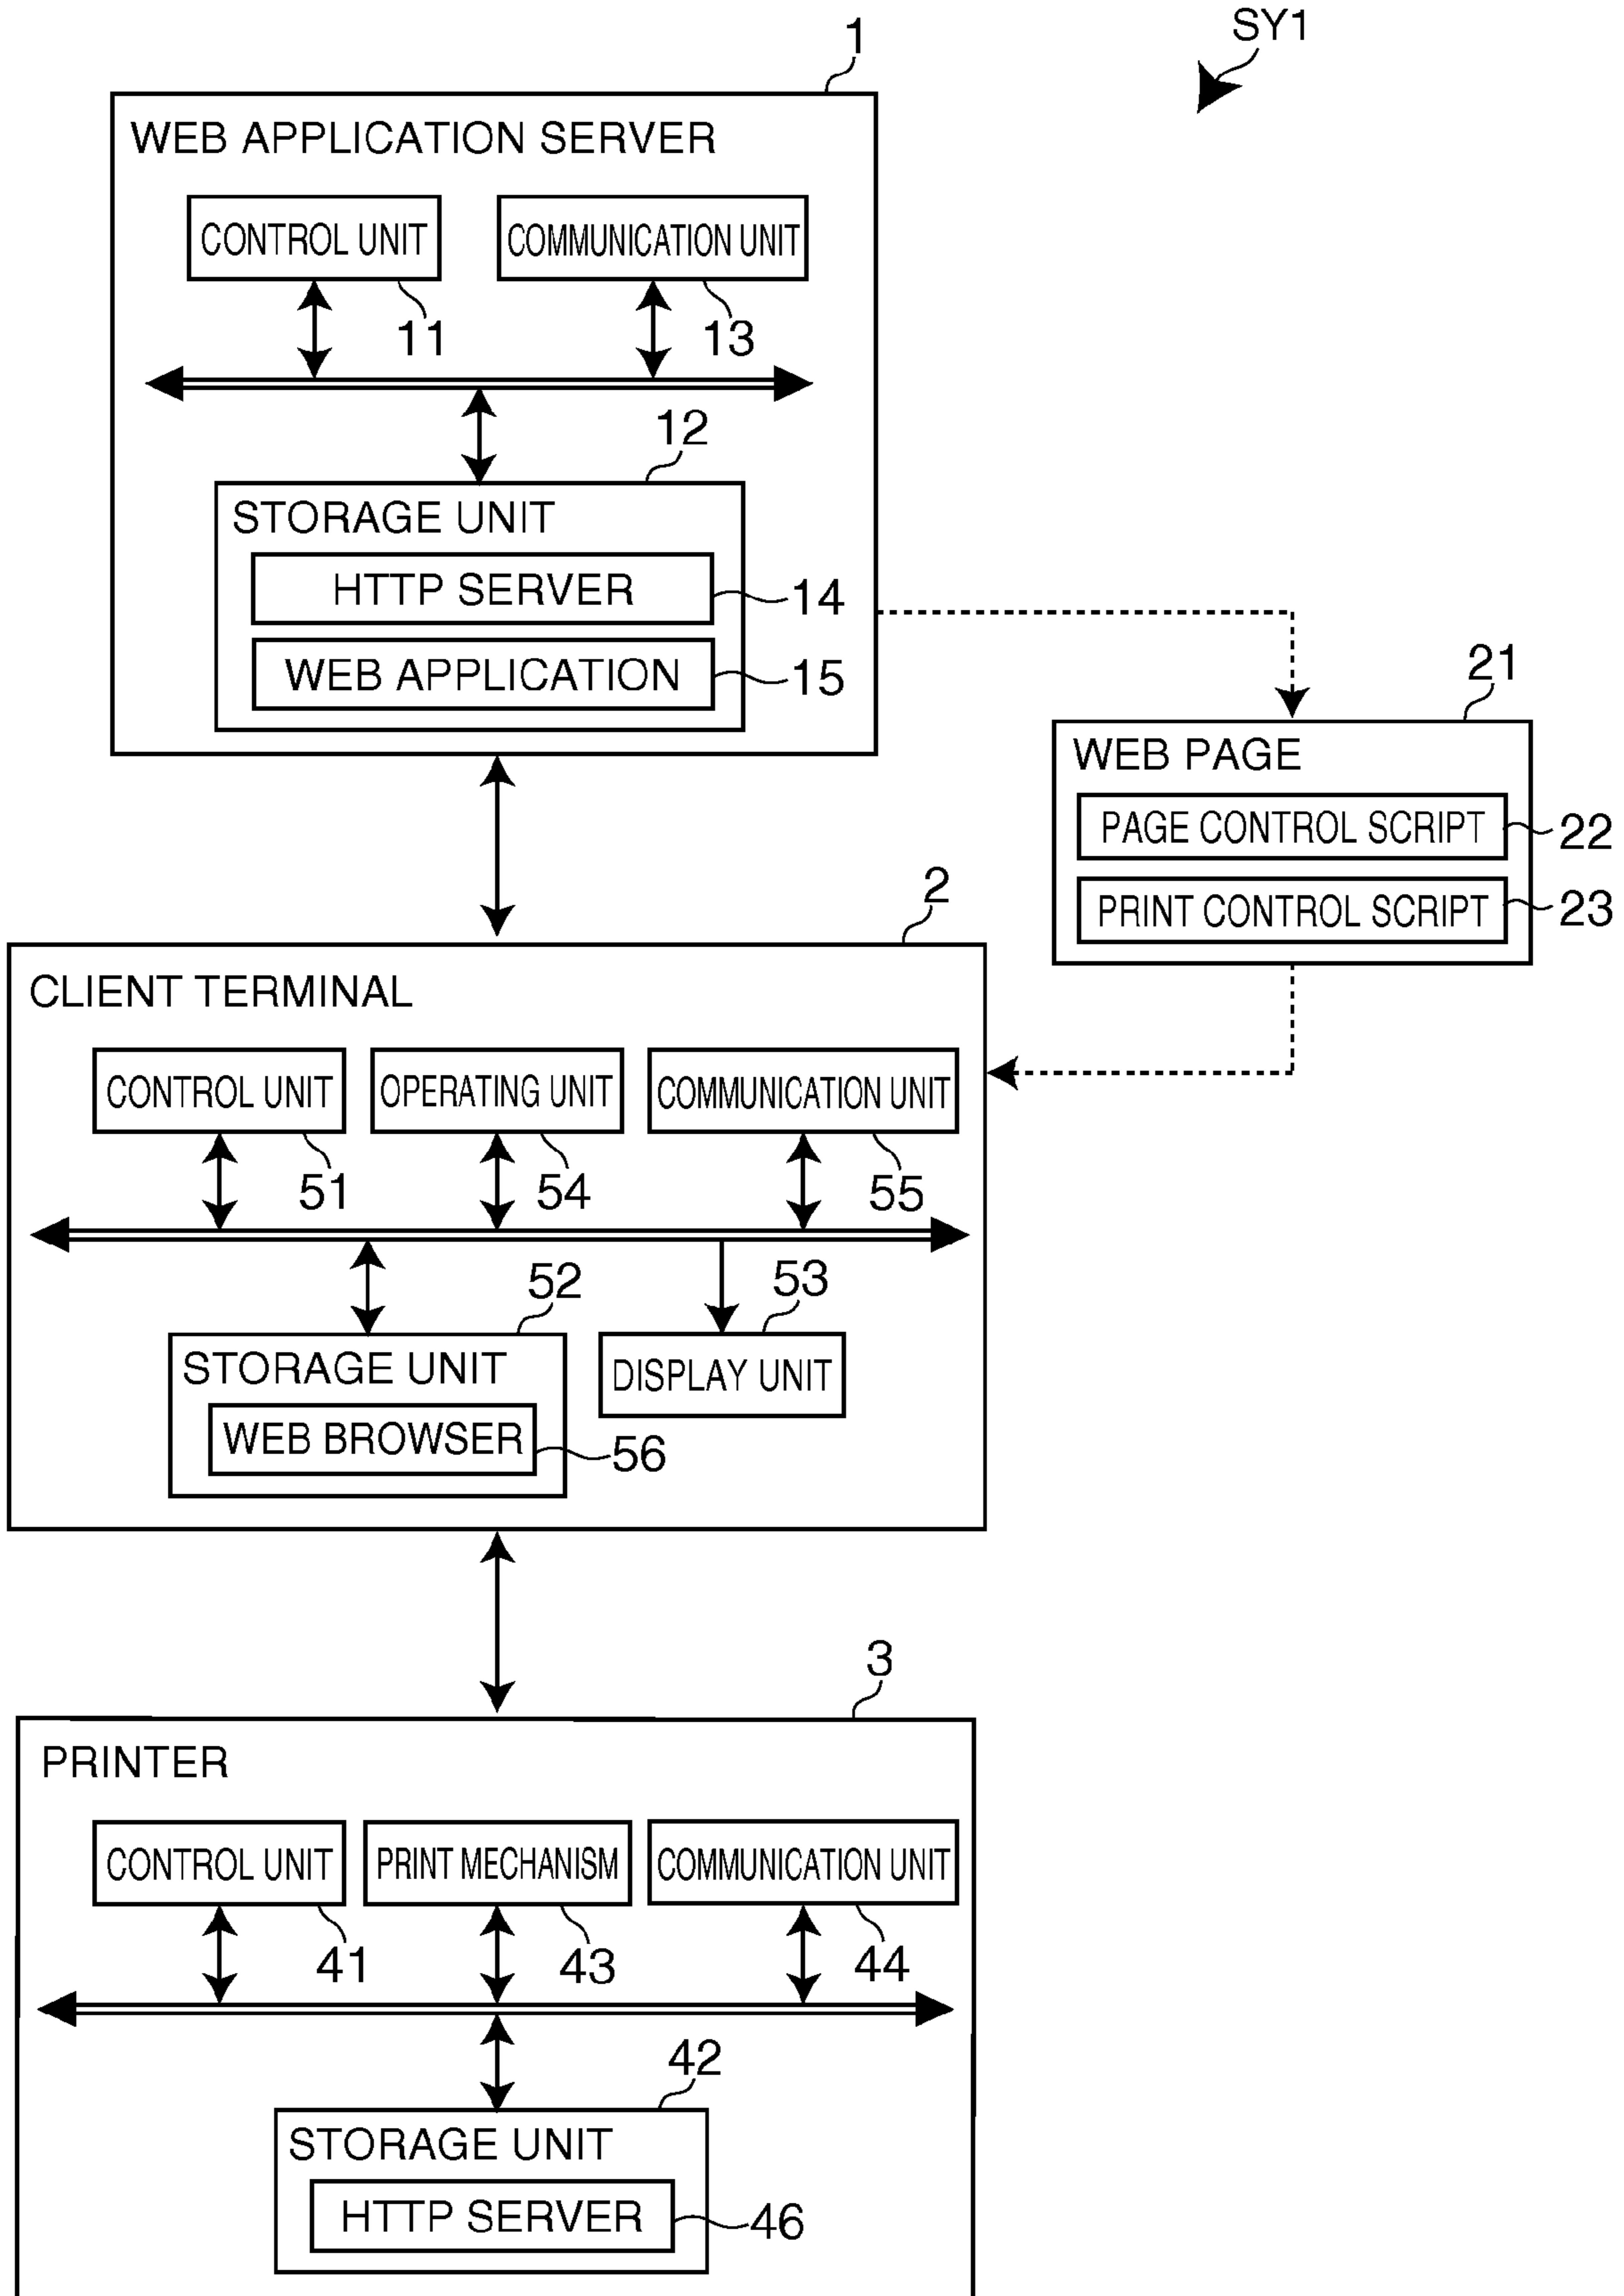 SY1
1
WEB APPLICATION SERVER
CONTROL UNIT
COMMUNICATION UNIT
11
13
12
STORAGE UNIT
HTTP SERVER
14
WEB APPLICATION
15
21
WEB PAGE
PAGE CONTROL SCRIPT
22
PRINT CONTROL SCRIPT
23
2
CLIENT TERMINAL
CONTROL UNIT
OPERATING UNIT
COMMUNICATION UNIT
51
54
55
52
53
STORAGE UNIT
DISPLAY UNIT
WEB BROWSER
56
3
PRINTER
CONTROL UNIT
PRINT MECHANISM
COMMUNICATION UNIT
41
43
44
42
STORAGE UNIT
HTTP SERVER
46